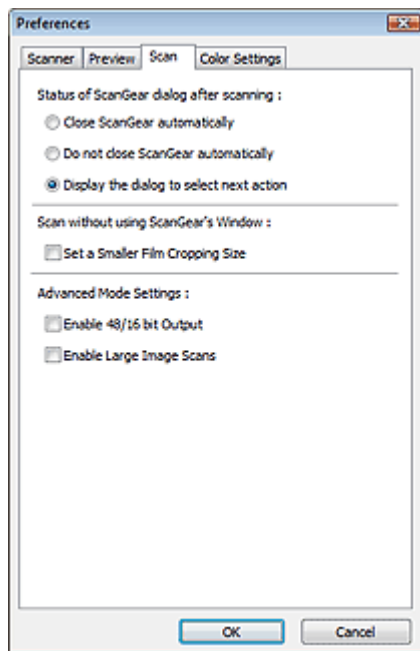 Preferences
Scanner Preview Scan Color Settings
Status of ScanGear dialog after scanning :
Close ScanGear automatically
Do not close ScanGear automatically
Display the dialog to select next action
Scan without using ScanGear's Window :
Set a Smaller Film Cropping Size
Advanced Mode Settings :
Enable 48/16 bit Output
Enable Large Image Scans
OK Cancel